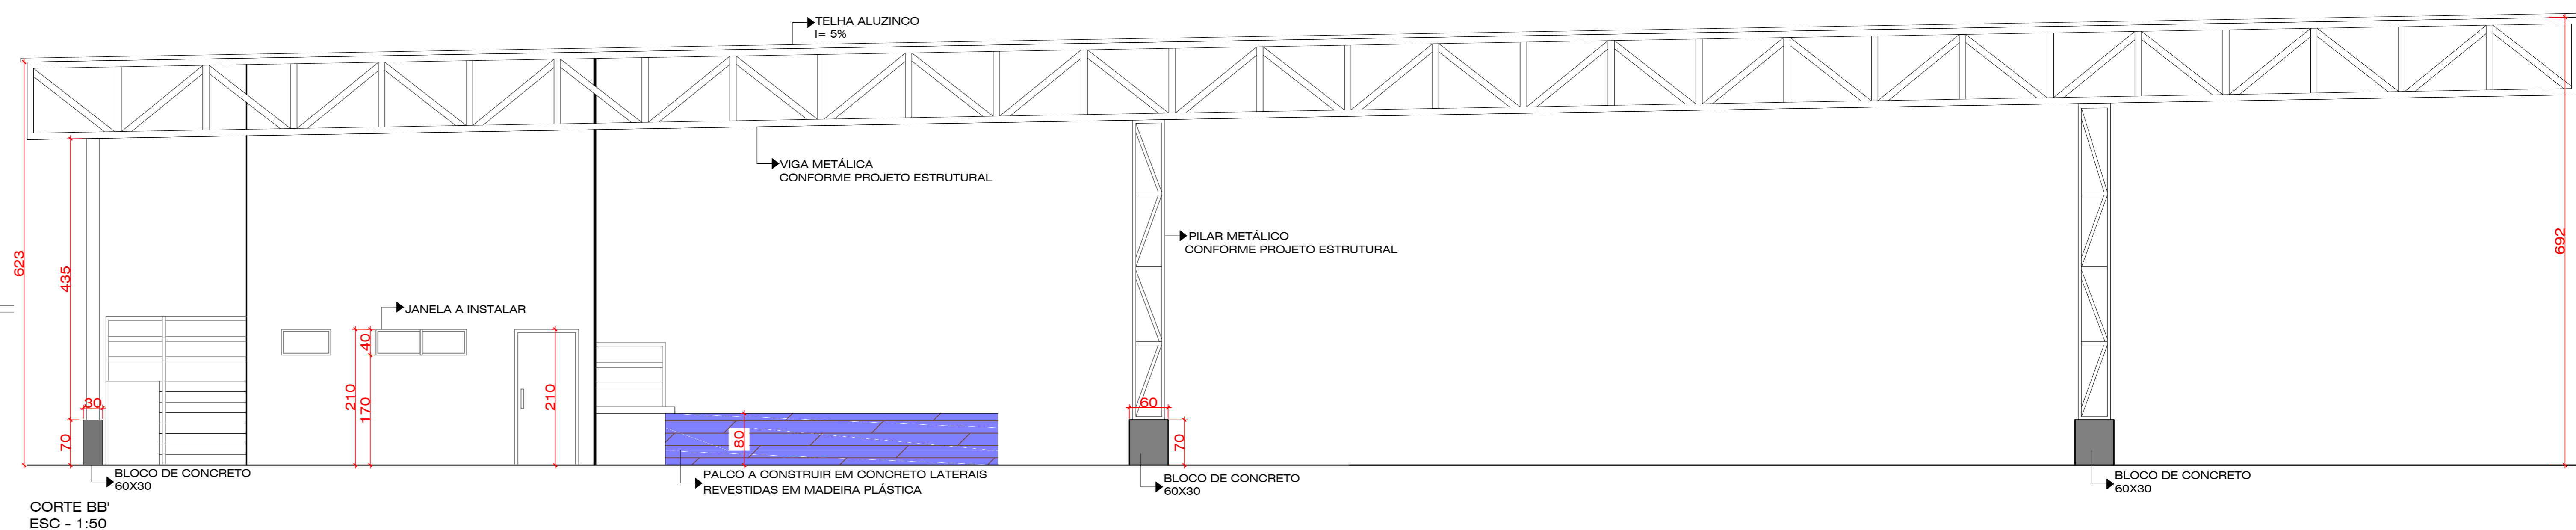 TELHA ALUZINCO
I= 5%
VIGA METÁLICA
CONFORME PROJETO ESTRUTURAL
PILAR METÁLICO
CONFORME PROJETO ESTRUTURAL
623
435
692
JANELA A INSTALAR
40
210
170
210
30
70
80
60
70
BLOCO DE CONCRETO
60X30
PALCO A CONSTRUIR EM CONCRETO LATERAIS
REVESTIDAS EM MADEIRA PLÁSTICA
BLOCO DE CONCRETO
60X30
BLOCO DE CONCRETO
60X30
CORTE BB'
ESC - 1:50